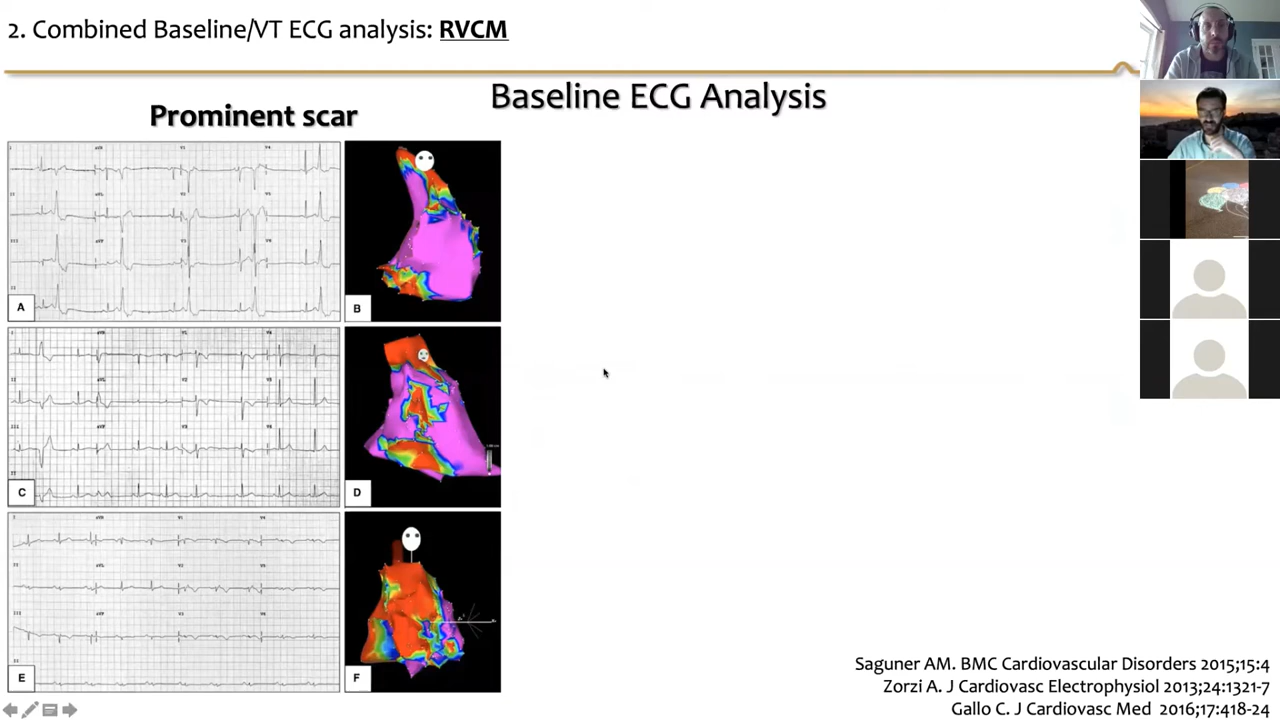 2. Combined Baseline/VT ECG analysis: RVCM
Baseline ECG Analysis
Prominent scar
A
B
C
D
E
F
Saguner AM. BMC Cardiovascular Disorders 2015;15:4
Zorzi A. J Cardiovasc Electrophysiol 2013;24:1321-7
Gallo C. J Cardiovasc Med 2016;17:418-24